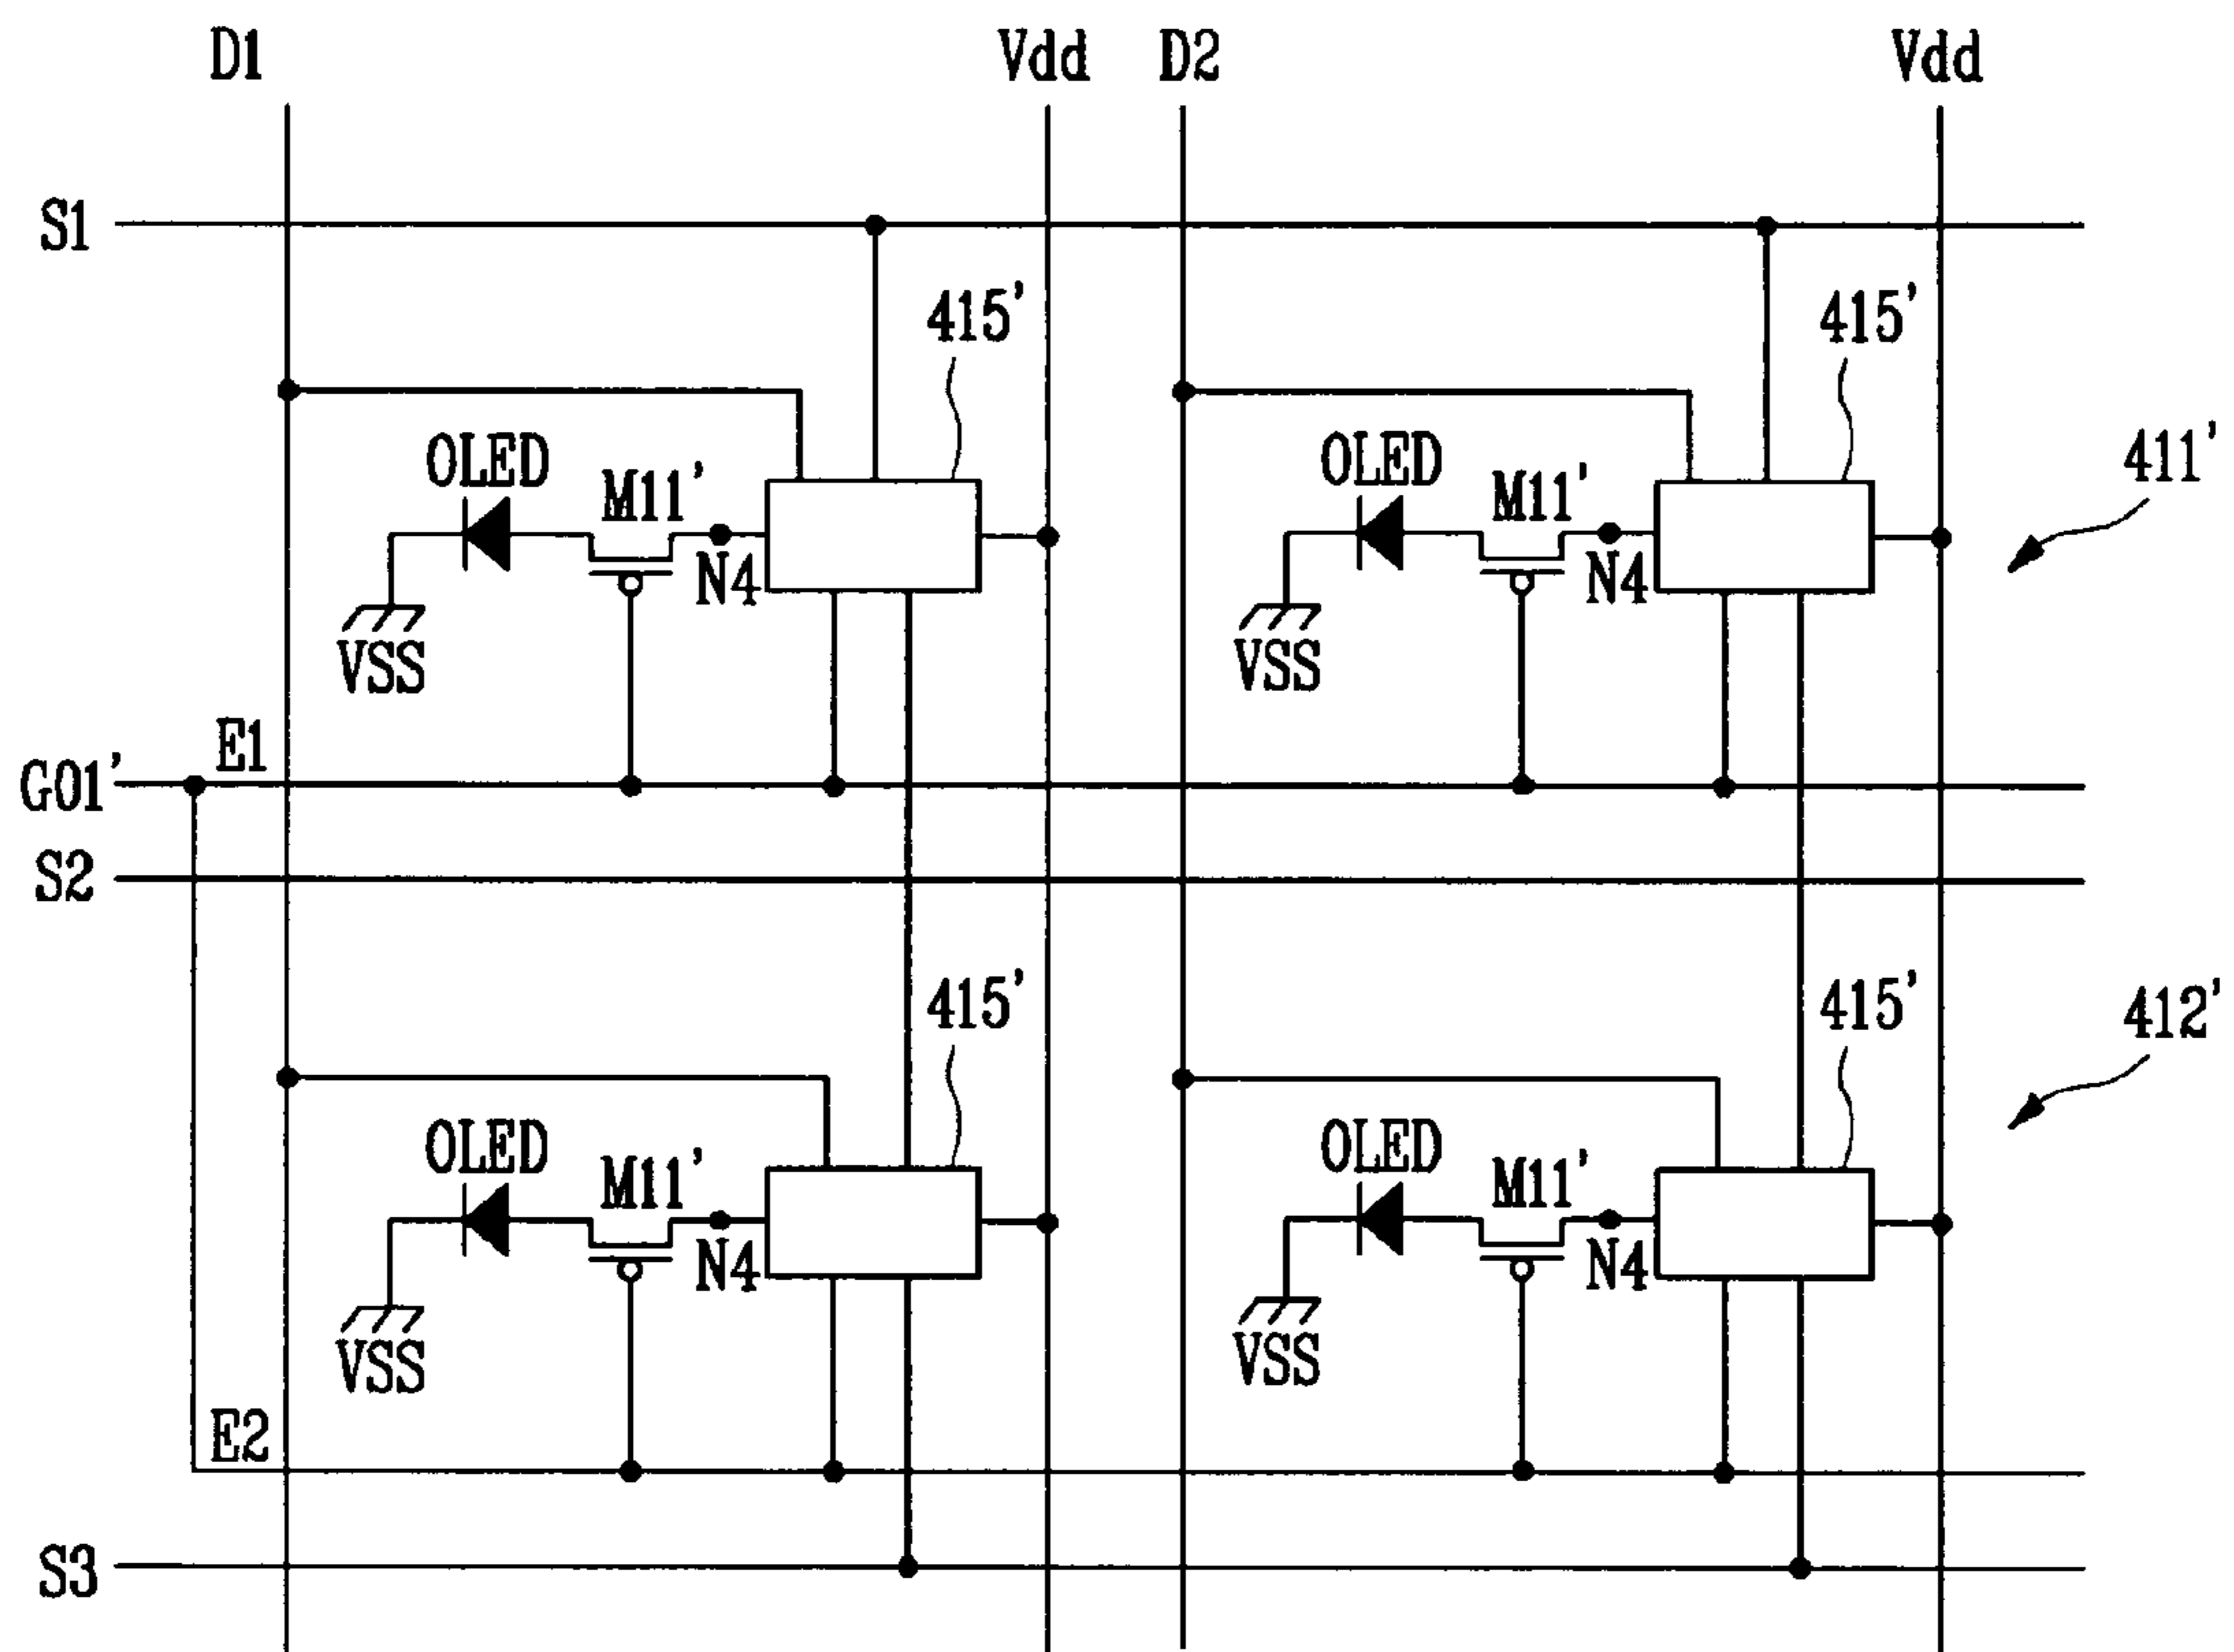 D1 Vdd D2 Vdd
S1
415' 415'
411'
OLED M11' OLED M11'
N4 N4
VSS VSS
E1
G01'
S2
415' 415'
412'
OLED M11' OLED M11'
N4 N4
VSS VSS
E2
S3